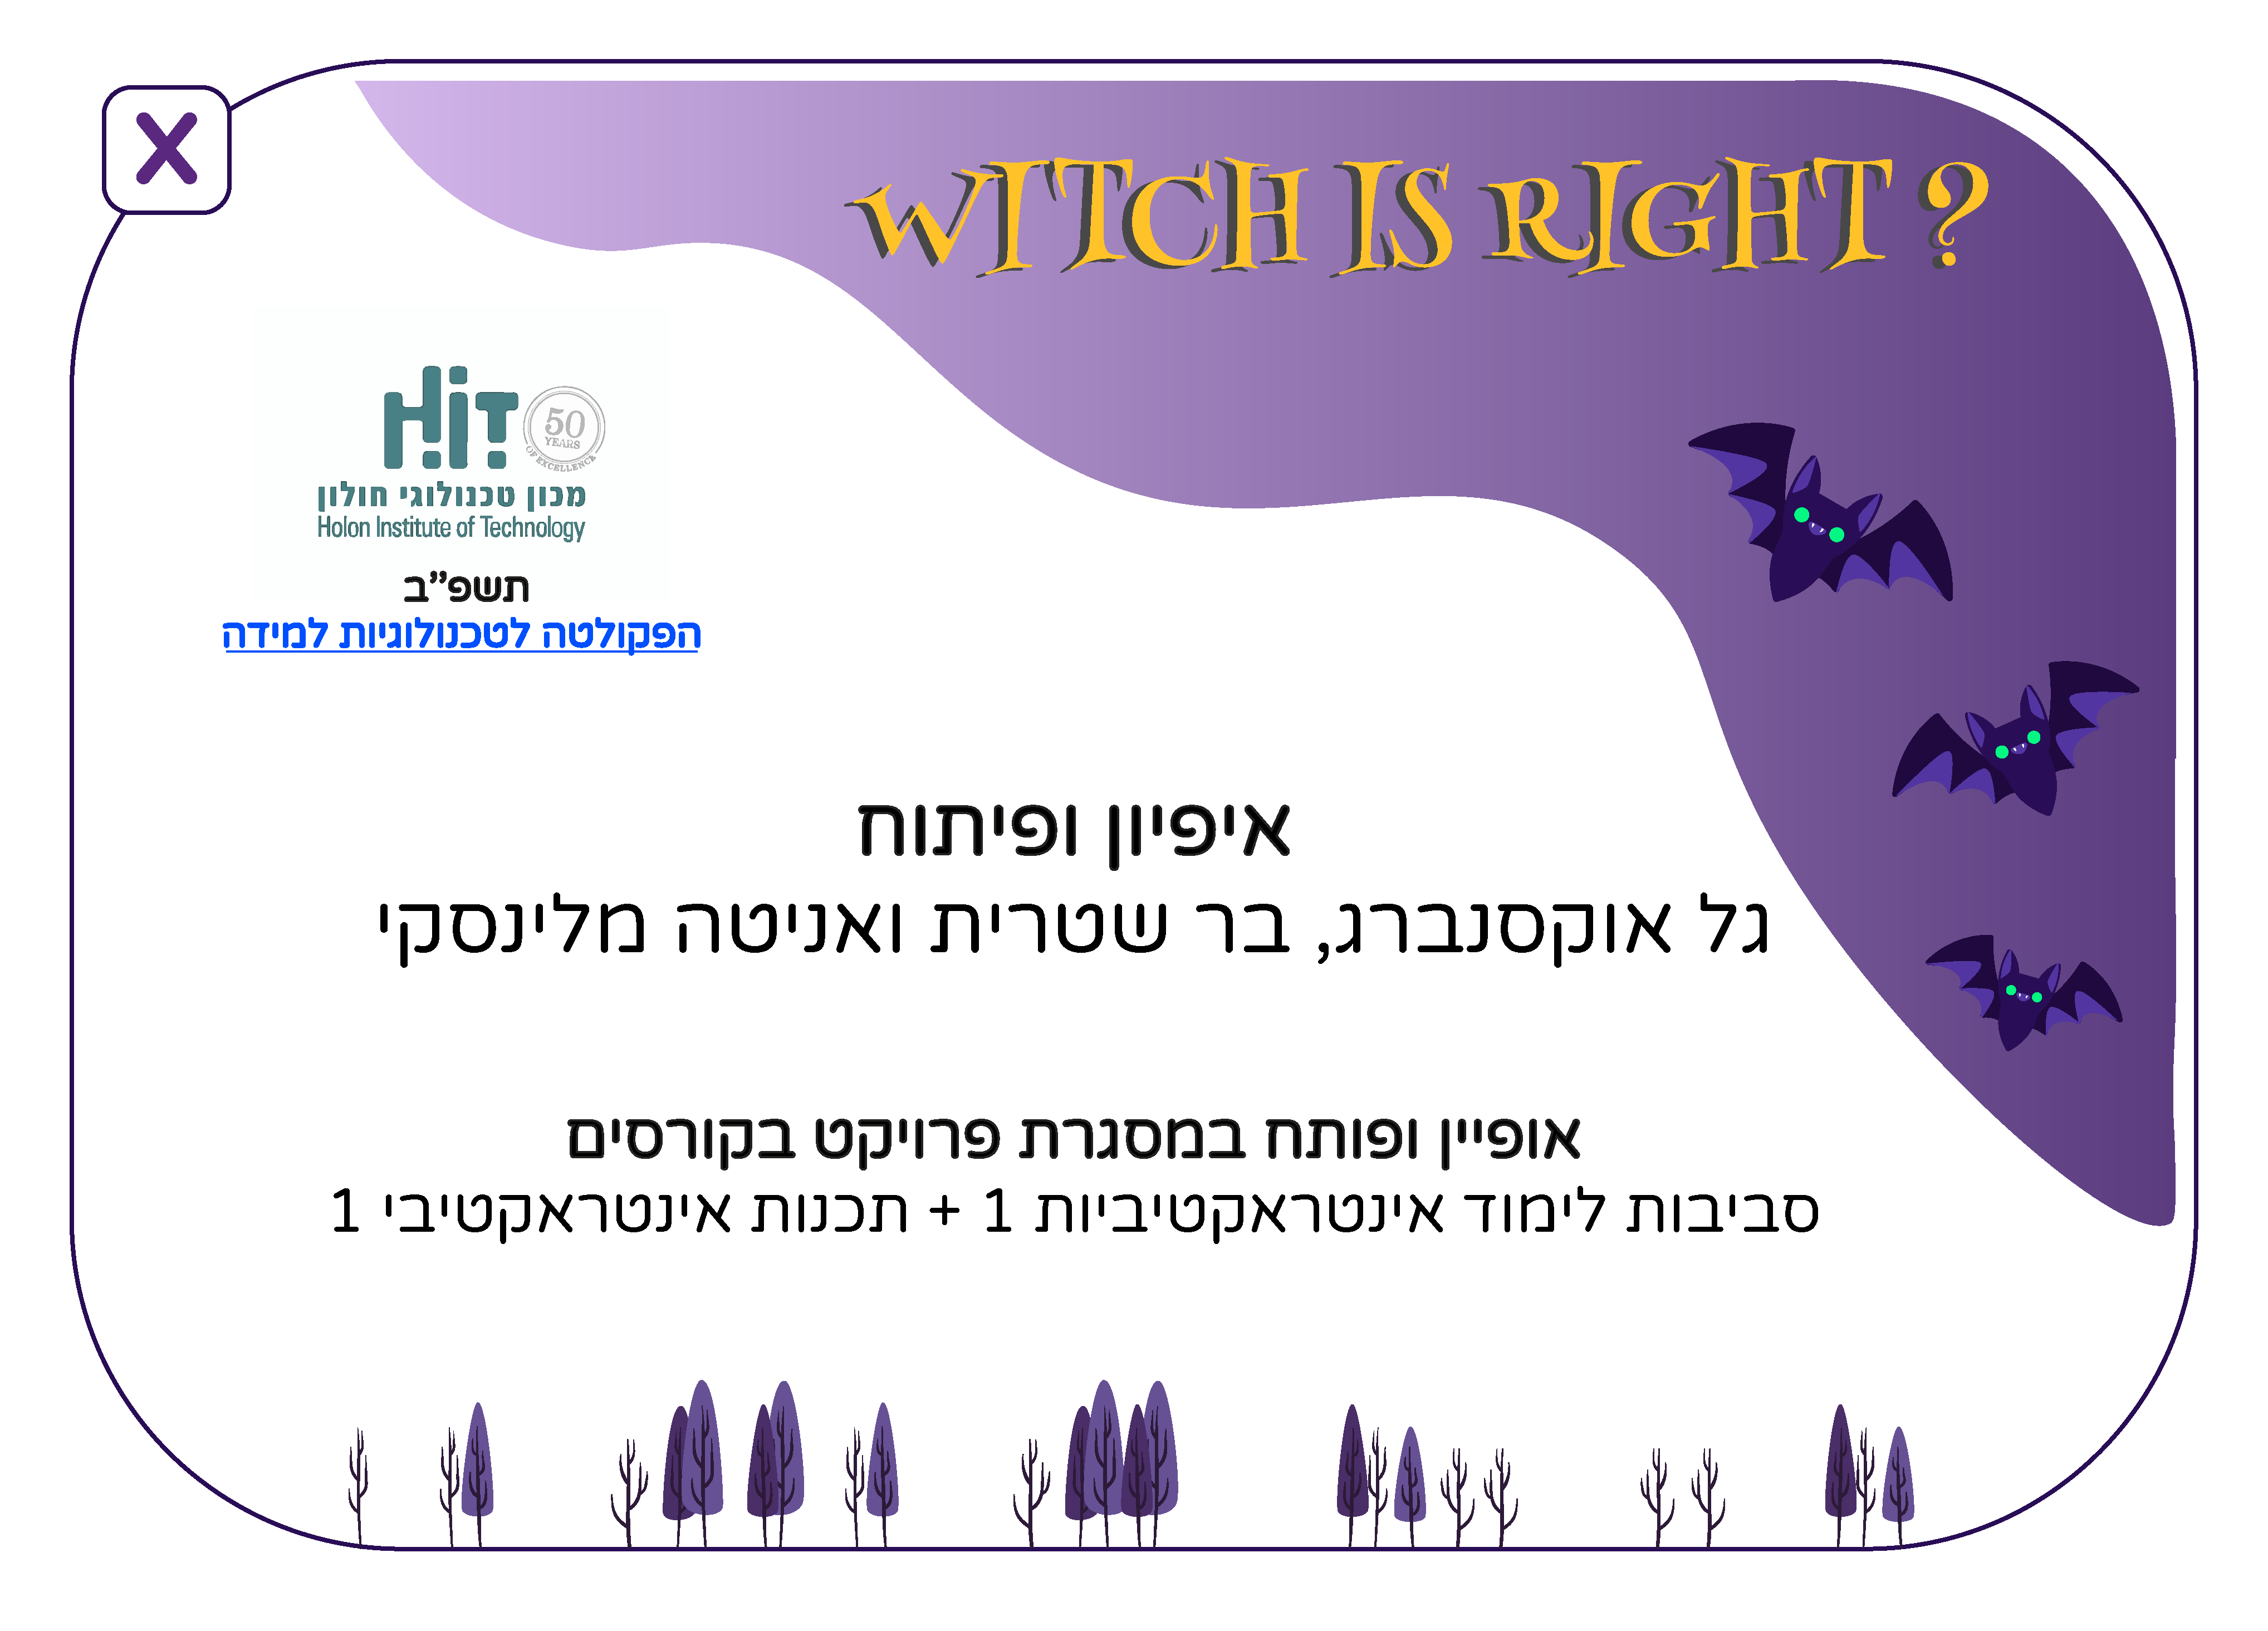 X
WITCH IS RIGHT ?
HiT
50
YEARS
OF EXCELLENCE
מכון טכנולוגי חולון
Holon Institute of Technology
תשפ"ב
הפקולטה לטכנולוגיות למידה
איפיון ופיתוח
גל אוקסנברג, בר שטרית ואניטה מלינסקי
אופיין ופותח במסגרת פרויקט בקורסים
סביבות לימוד אינטראקטיביות 1 + תכנות אינטראקטיבי 1